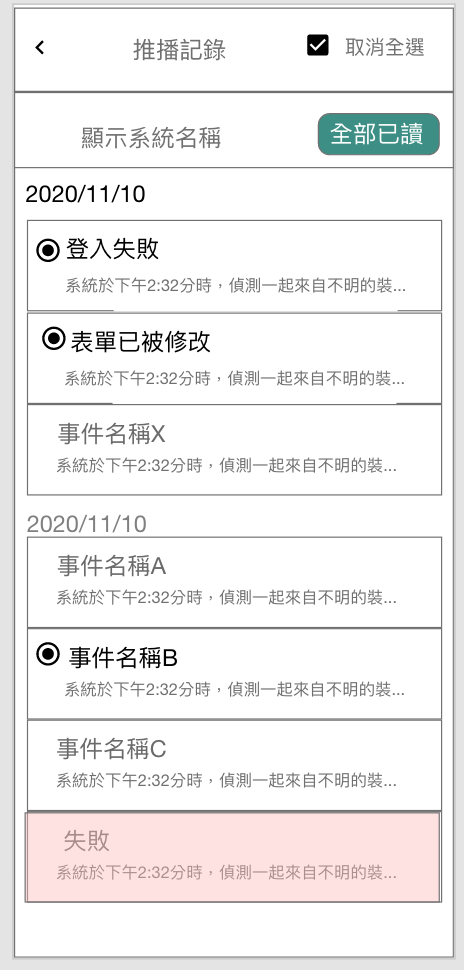 推播記錄
取消全選
顯示系統名稱
全部已讀
2020/11/10
登入失敗
系統於下午2:32分時，偵測一起來自不明的裝...
表單已被修改
系統於下午2:32分時，偵測一起來自不明的裝...
事件名稱X
系統於下午2:32分時，偵測一起來自不明的裝...
2020/11/10
事件名稱A
系統於下午2:32分時，偵測一起來自不明的裝...
事件名稱B
系統於下午2:32分時，偵測一起來自不明的裝...
事件名稱C
系統於下午2:32分時，偵測一起來自不明的裝...
失敗
系統於下午2:32分時，偵測一起來自不明的裝...